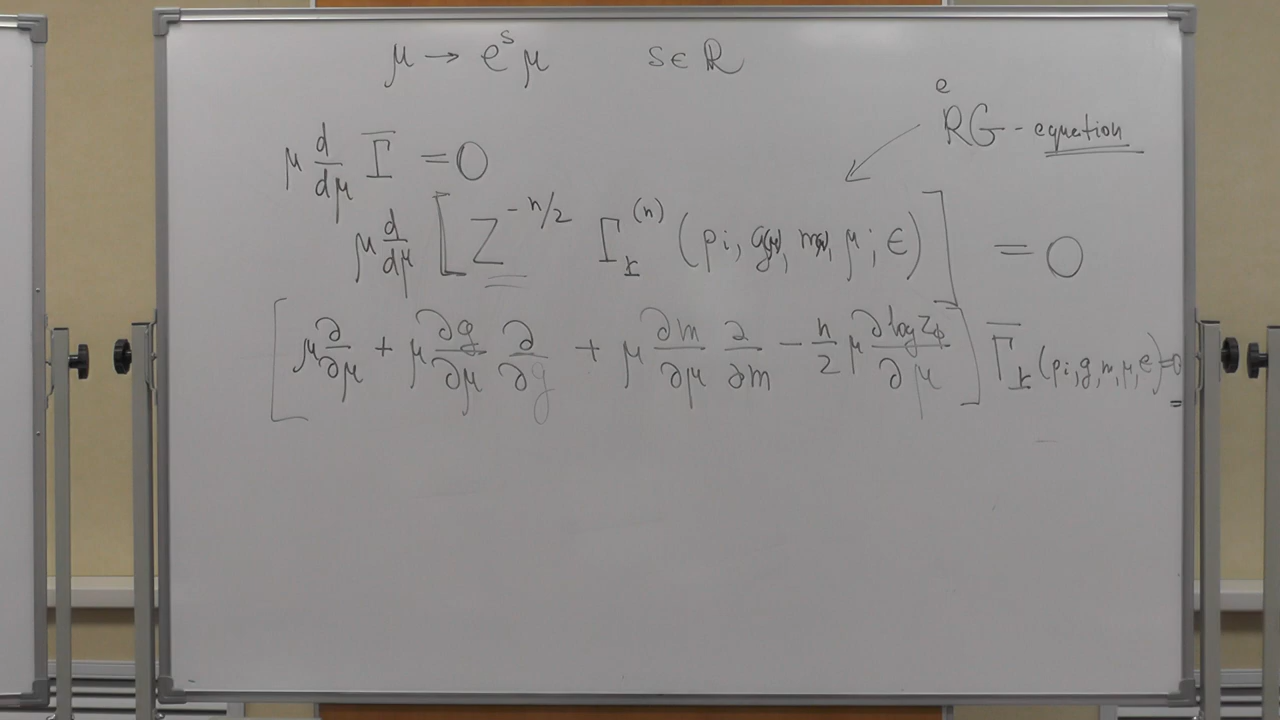 μ → e^s μ     s ∈ ℝ
e
RG - equation
μ d/dμ Γ̅ = 0
μ d/dμ [ Z^{-n/2} Γ_r^{(n)} (p_i, g(μ), m(μ), μ; ϵ) ] = 0
[ μ ∂/∂μ + μ ∂g/∂μ ∂/∂g + μ ∂m/∂μ ∂/∂m - n/2 μ ∂log Z_ϕ/∂μ ] Γ̅_r (p_i, g, m, μ, ϵ) = 0